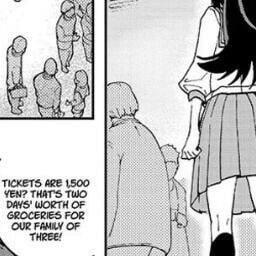 TICKETS ARE 1,500
YEN? THAT'S TWO
DAYS' WORTH OF
GROCERIES FOR
OUR FAMILY OF
THREE!